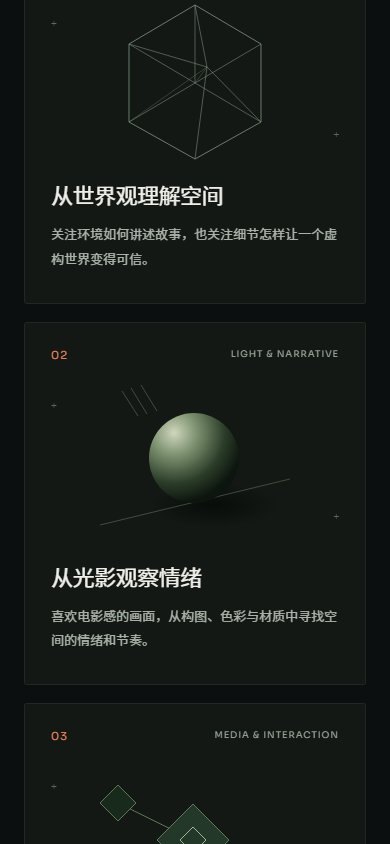 从世界观理解空间
关注环境如何讲述故事，也关注细节怎样让一个虚
构世界变得可信。
02
LIGHT & NARRATIVE
从光影观察情绪
喜欢电影感的画面，从构图、色彩与材质中寻找空
间的情绪和节奏。
03
MEDIA & INTERACTION